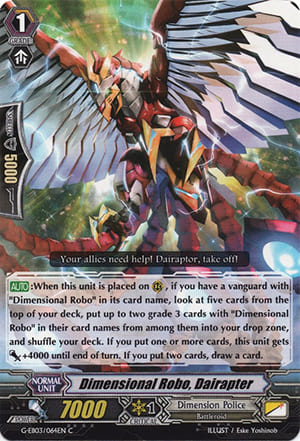 1
GRADE
SHIELD
5000
Your allies need help! Dairaptor, take off!
AUTO:When this unit is placed on , if you have a vanguard with
"Dimensional Robo" in its card name, look at five cards from the
top of your deck, put up to two grade 3 cards with "Dimensional
Robo" in their card names from among them into your drop zone,
and shuffle your deck. If you put one or more cards, this unit gets
+4000 until end of turn. If you put two cards, draw a card.
NORMAL
UNIT
Dimensional Robo, Dairapter
POWER
7000
1
CRITICAL
Dimension Police
Battleroid
G-EB03/064EN C
ILLUST / Eske Yoshinob